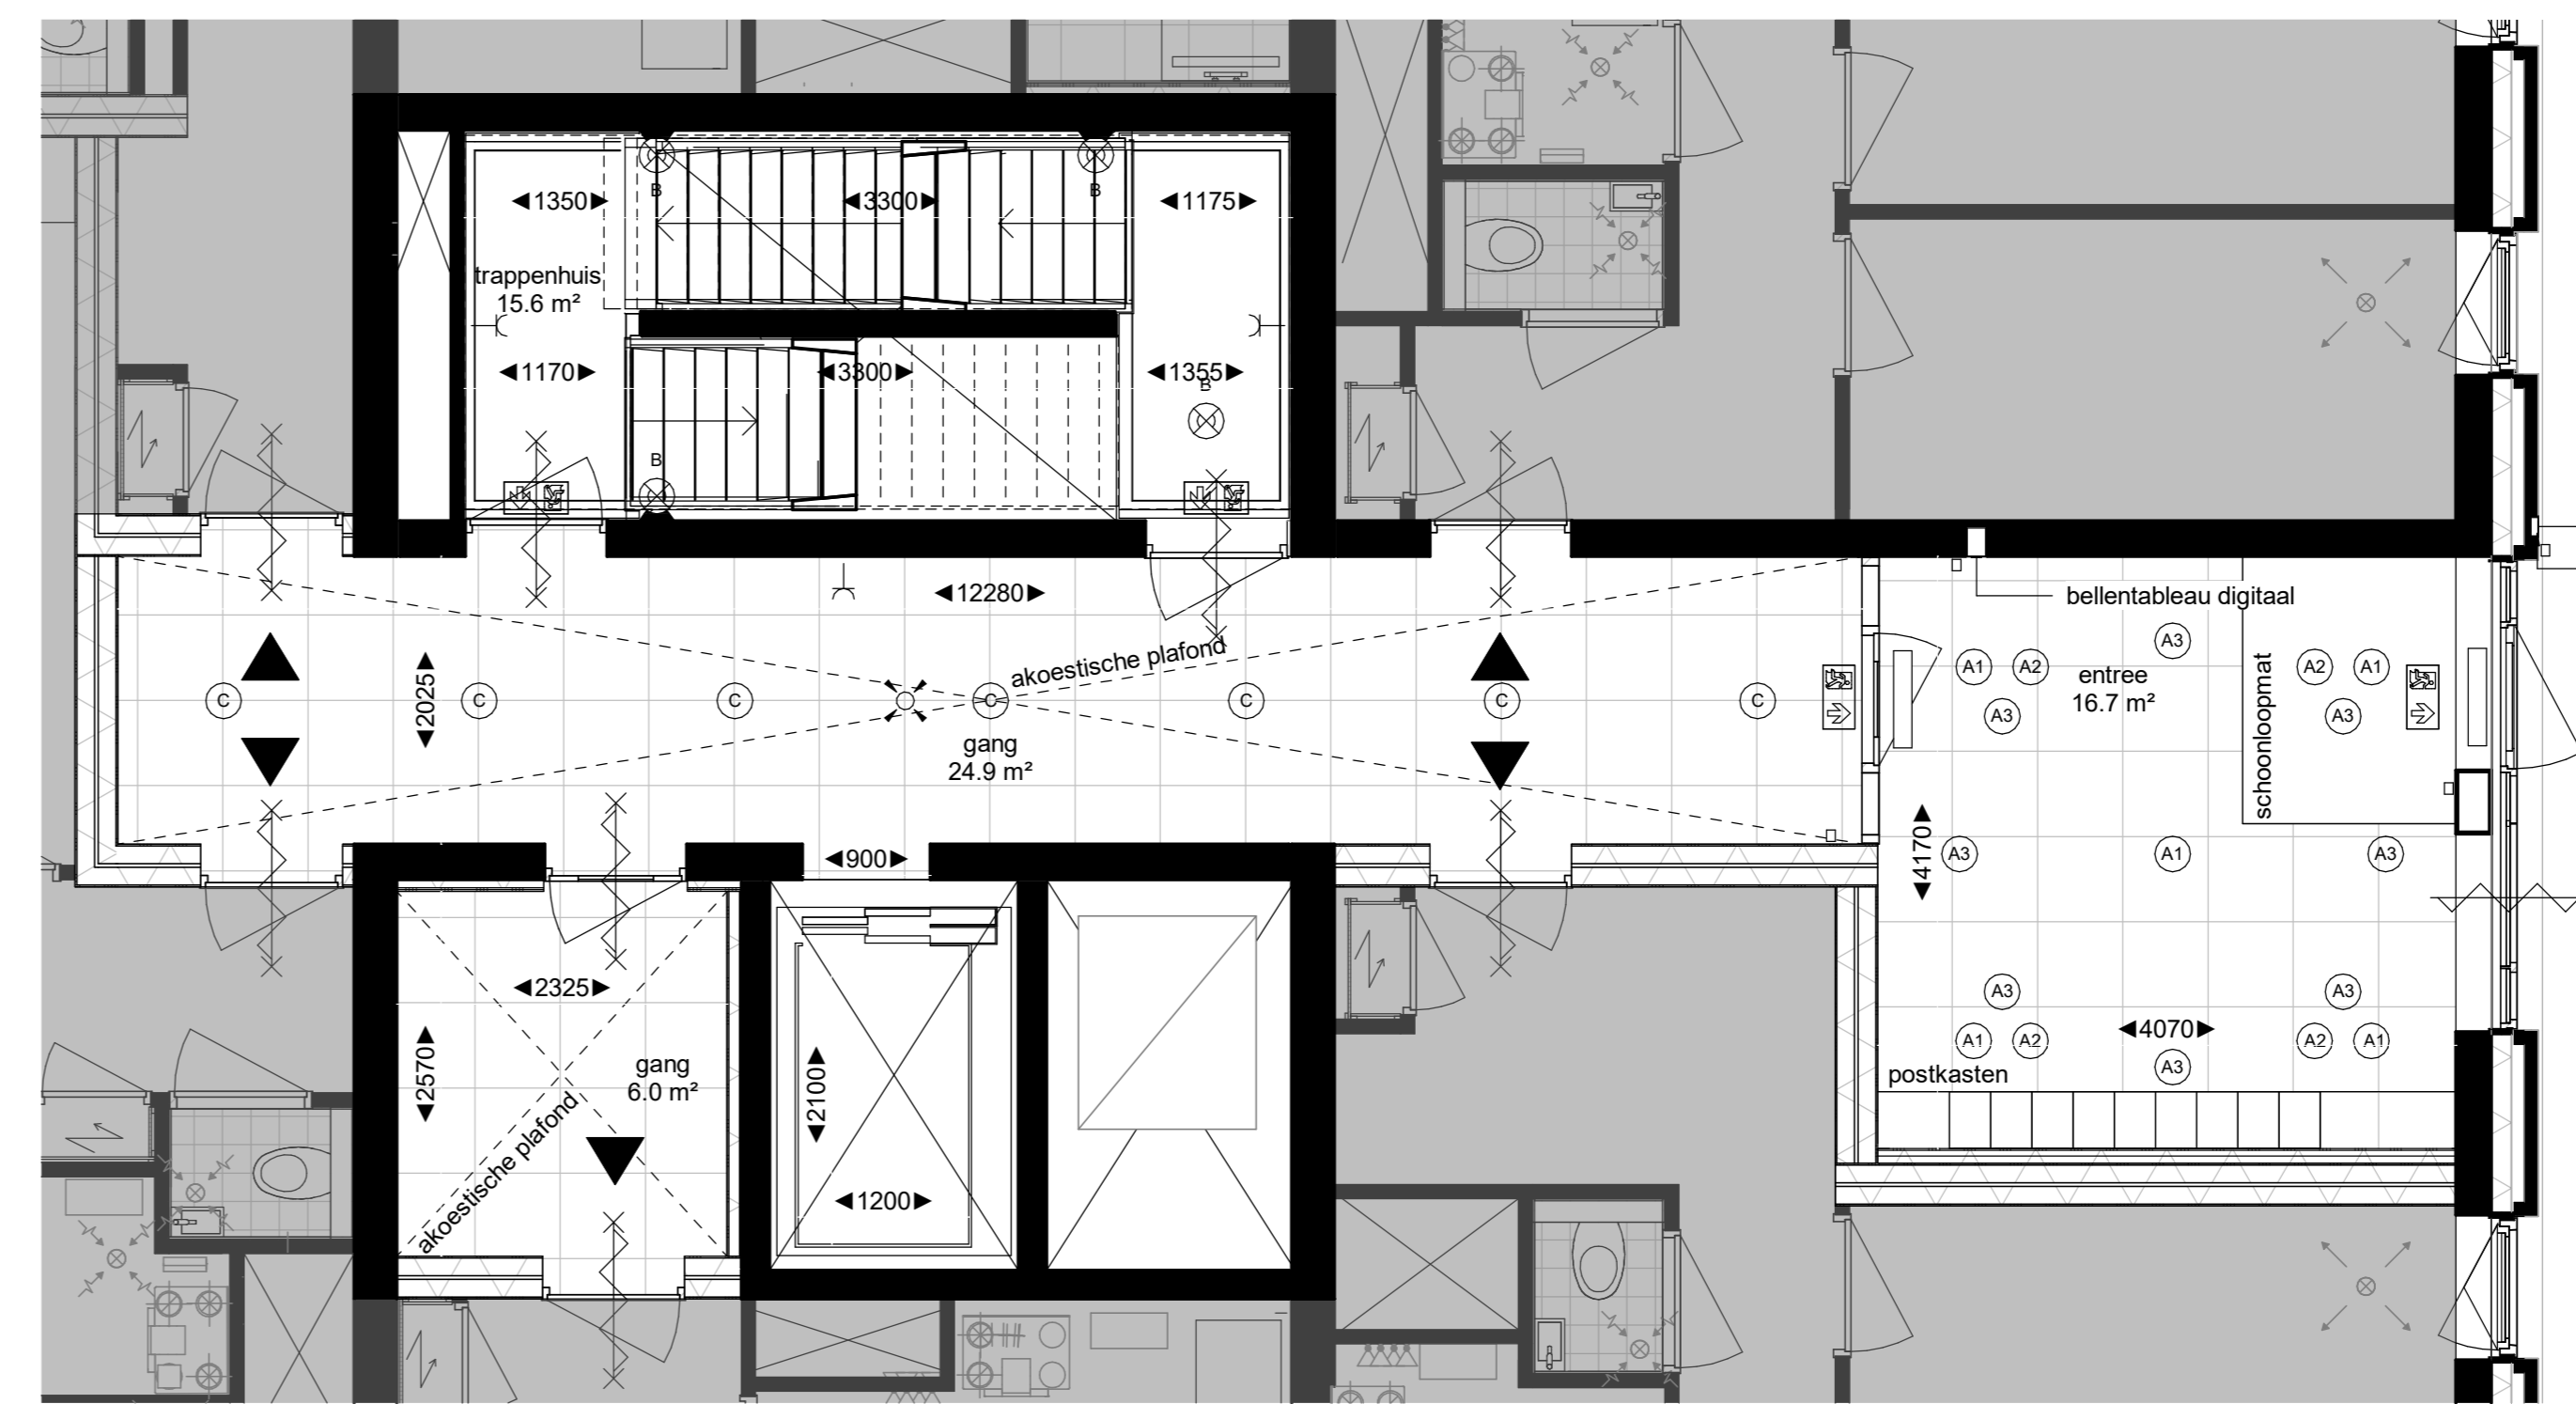 B
B
◄1350►
◄3300►
◄1175►
trappenhuis
15.6 m²
◄1170►
◄3300►
◄1355►
B
B
bellentableau digitaal
◄12280►
akoestische plafond
◄2025►
C
C
C
C
C
C
C
gang
24.9 m²
A3
A1
A2
entree
16.7 m²
A3
schoonloopmat
A2
A1
A3
◄900►
◄4170►
A3
A1
A3
◄2325►
◄2570►
gang
6.0 m²
akoestische plafond
◄2100►
◄1200►
A3
A3
A1
A2
◄4070►
A2
A1
A3
postkasten